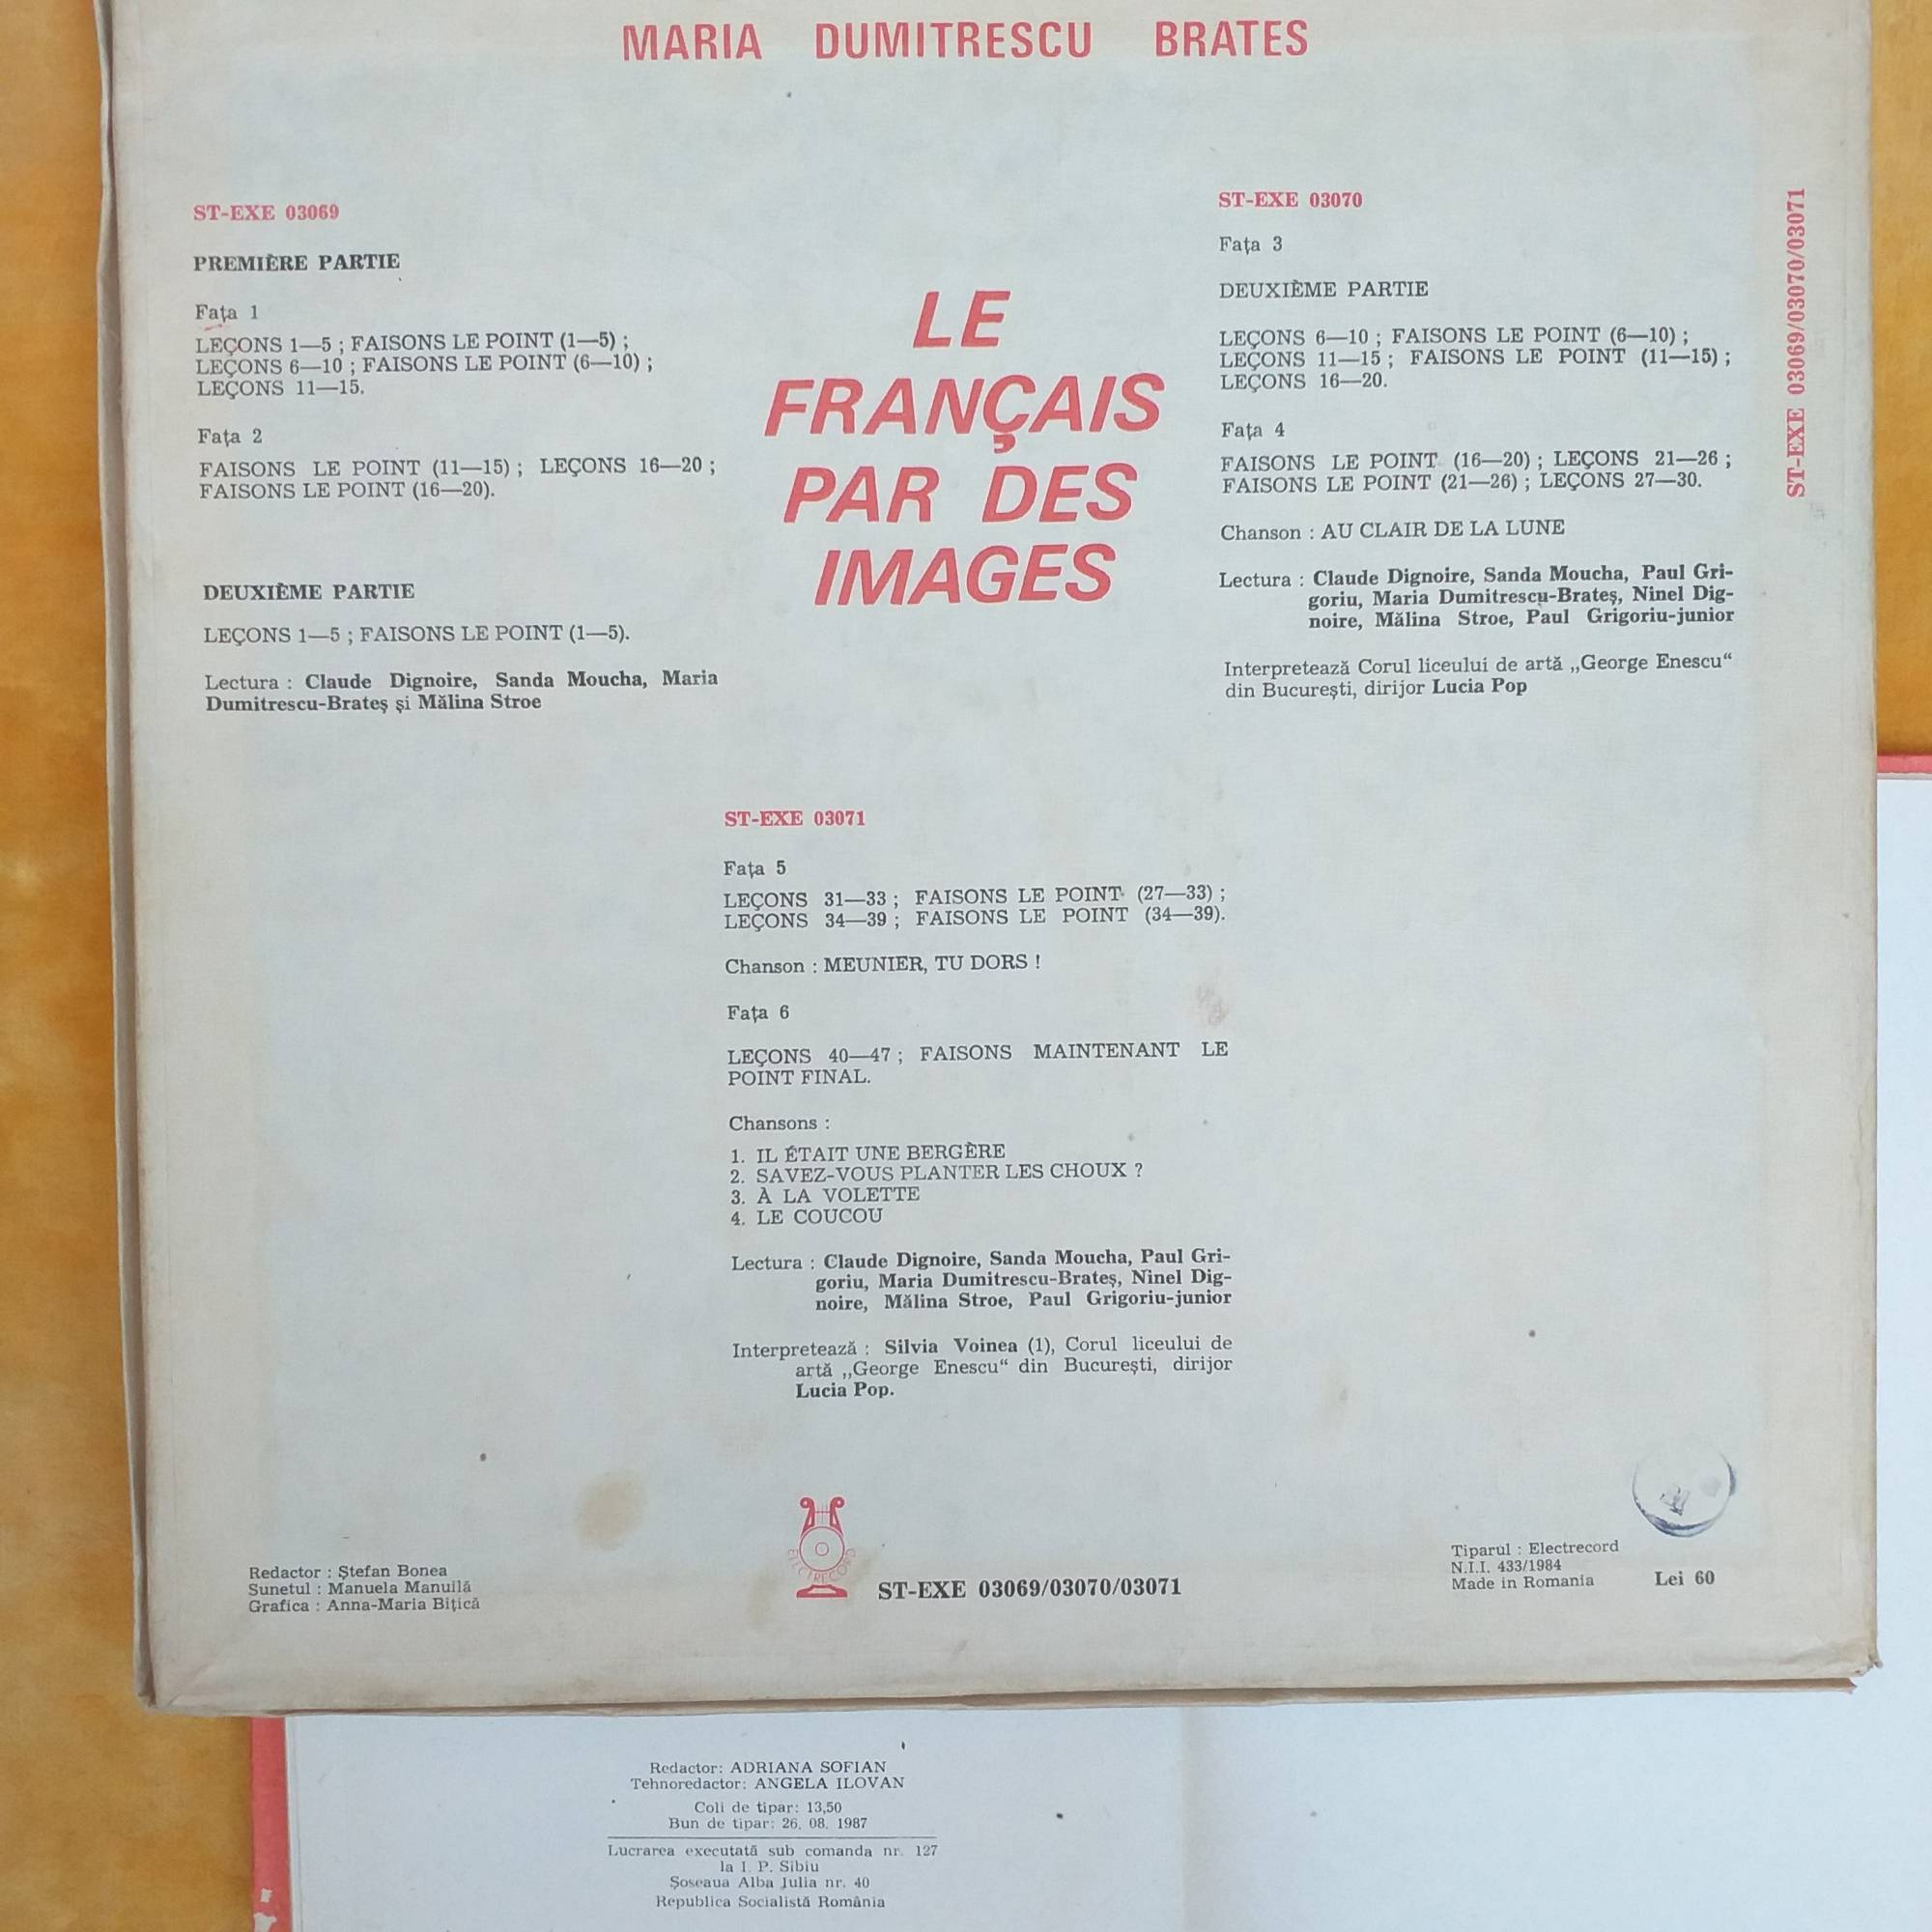 MARIA DUMITRESCU BRATES
ST-EXE 03069
PREMIÈRE PARTIE
Fața 1
LEÇONS 1—5 ; FAISONS LE POINT (1—5) ;
LEÇONS 6—10 ; FAISONS LE POINT (6—10) ;
LEÇONS 11—15.
Fața 2
FAISONS LE POINT (11—15) ; LEÇONS 16—20 ;
FAISONS LE POINT (16—20).
DEUXIÈME PARTIE
LEÇONS 1—5 ; FAISONS LE POINT (1—5).
Lectura : Claude Dignoire, Sanda Moucha, Maria
Dumitrescu-Brateș și Mălina Stroe
LE
FRANÇAIS
PAR DES
IMAGES
ST-EXE 03070
Fața 3
DEUXIÈME PARTIE
LEÇONS 6—10 ; FAISONS LE POINT (6—10) ;
LEÇONS 11—15 ; FAISONS LE POINT (11—15) ;
LEÇONS 16—20.
Fața 4
FAISONS LE POINT (16—20) ; LEÇONS 21—26 ;
FAISONS LE POINT (21—26) ; LEÇONS 27—30.
Chanson : AU CLAIR DE LA LUNE
Lectura : Claude Dignoire, Sanda Moucha, Paul Gri-
goriu, Maria Dumitrescu-Brateș, Ninel Dig-
noire, Mălina Stroe, Paul Grigoriu-junior
Interpretează Corul liceului de artă „George Enescu“
din București, dirijor Lucia Pop
ST-EXE 03069/03070/03071
ST-EXE 03071
Fața 5
LEÇONS 31—33 ; FAISONS LE POINT (27—33) ;
LEÇONS 34—39 ; FAISONS LE POINT (34—39).
Chanson : MEUNIER, TU DORS !
Fața 6
LEÇONS 40—47 ; FAISONS MAINTENANT LE
POINT FINAL.
Chansons :
1. IL ÉTAIT UNE BERGÈRE
2. SAVEZ-VOUS PLANTER LES CHOUX ?
3. À LA VOLETTE
4. LE COUCOU
Lectura : Claude Dignoire, Sanda Moucha, Paul Gri-
goriu, Maria Dumitrescu-Brateș, Ninel Dig-
noire, Mălina Stroe, Paul Grigoriu-junior
Interpretează : Silvia Voinea (1), Corul liceului de
artă „George Enescu“ din București, dirijor
Lucia Pop.
Redactor : Ștefan Bonea
Sunetul : Manuela Manuilă
Grafica : Anna-Maria Bițică
ELECTRECORD
ST-EXE 03069/03070/03071
Tiparul : Electrecord
N.I.I. 433/1984
Made in Romania
Lei 60
Redactor: ADRIANA SOFIAN
Tehnoredactor: ANGELA ILOVAN
Coli de tipar: 13,50
Bun de tipar: 26. 08. 1987
Lucrarea executată sub comanda nr. 127
la I. P. Sibiu
Șoseaua Alba Julia nr. 40
Republica Socialistă România